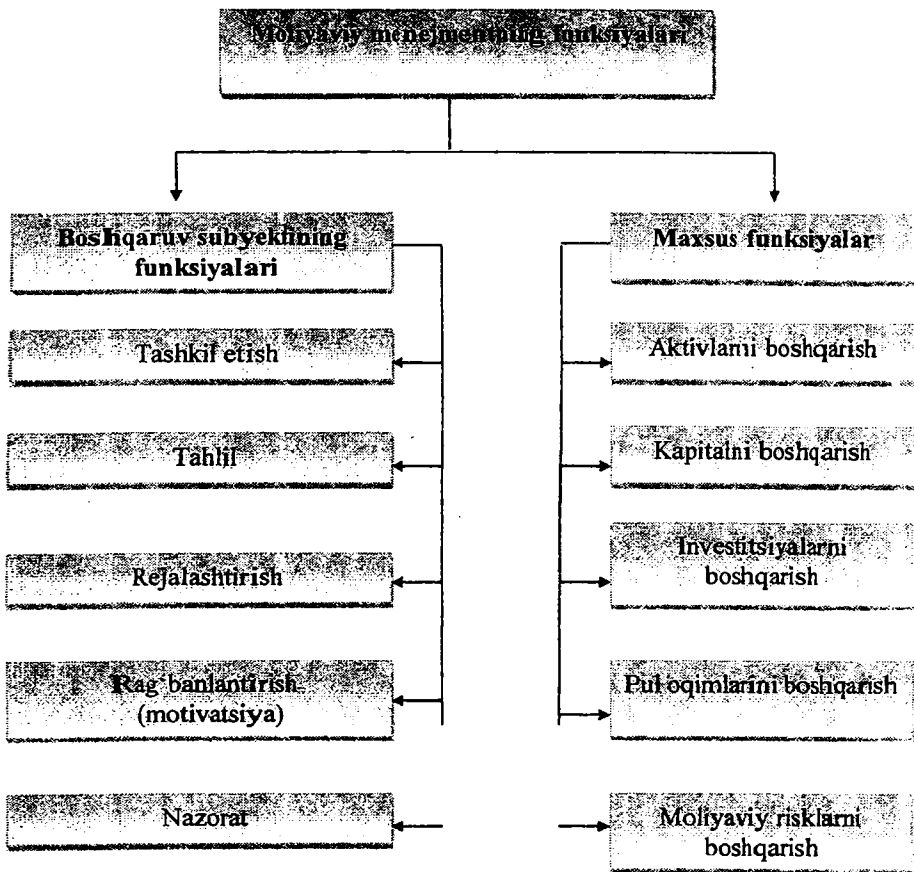 Moliyaviy menejmentning funksiyalari
Boshqaruv subyektining
funksiyalari
Tashkil etish
Tahlil
Rejalashtirish
Rag‘banlantirish
(motivatsiya)
Nazorat
Maxsus funksiyalar
Aktivlarni boshqarish
Kapitalni boshqarish
Investitsiyalarni
boshqarish
Pul oqimlarini boshqarish
Moliyaviy risklarni
boshqarish